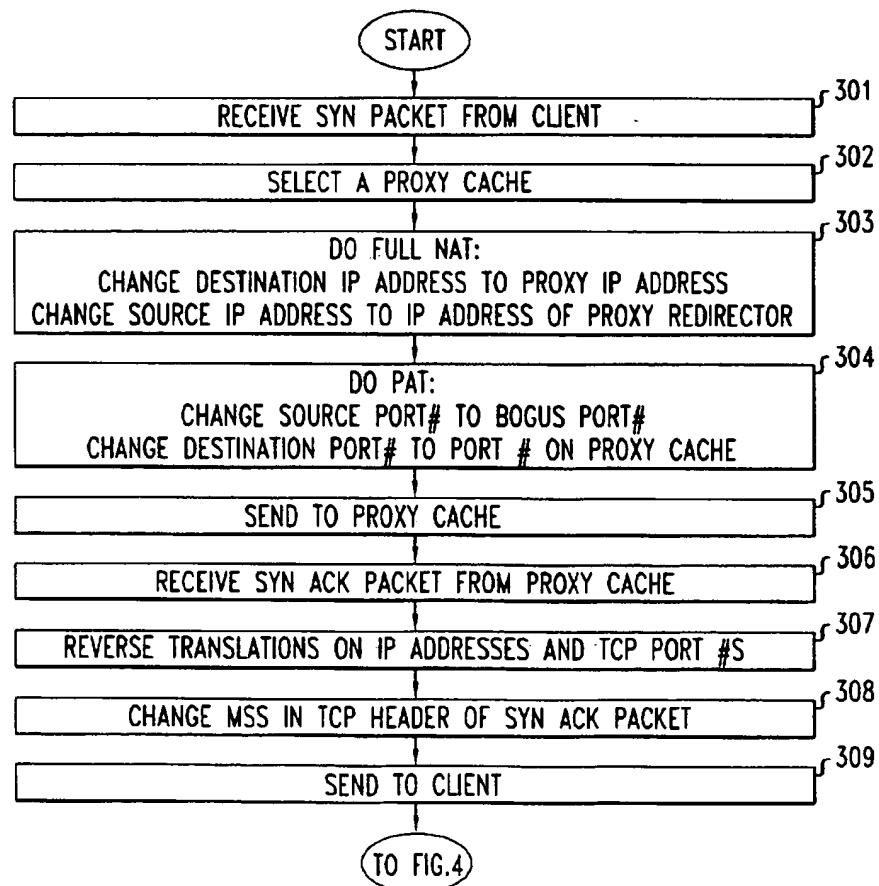 START
301
RECEIVE SYN PACKET FROM CLIENT
302
SELECT A PROXY CACHE
303
DO FULL NAT:
CHANGE DESTINATION IP ADDRESS TO PROXY IP ADDRESS
CHANGE SOURCE IP ADDRESS TO IP ADDRESS OF PROXY REDIRECTOR
304
DO PAT:
CHANGE SOURCE PORT# TO BOGUS PORT#
CHANGE DESTINATION PORT# TO PORT # ON PROXY CACHE
305
SEND TO PROXY CACHE
306
RECEIVE SYN ACK PACKET FROM PROXY CACHE
307
REVERSE TRANSLATIONS ON IP ADDRESSES AND TCP PORT #S
308
CHANGE MSS IN TCP HEADER OF SYN ACK PACKET
309
SEND TO CLIENT
TO FIG.4